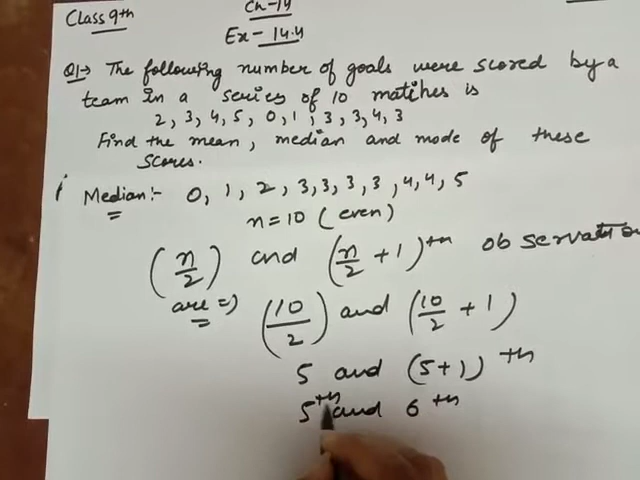 Class 9th
Ch-14
Ex-14.4
Q1→ The following number of goals were scored by a
team in a series of 10 matches is
2, 3, 4, 5, 0, 1, 3, 3, 4, 3
Find the mean, median and mode of these
scores.
Median:- 0, 1, 2, 3, 3, 3, 3, 4, 4, 5
n=10 (even)
(n/2) and (n/2 + 1)th observation
are => (10/2) and (10/2 + 1)
5 and (5+1)th
5th and 6th